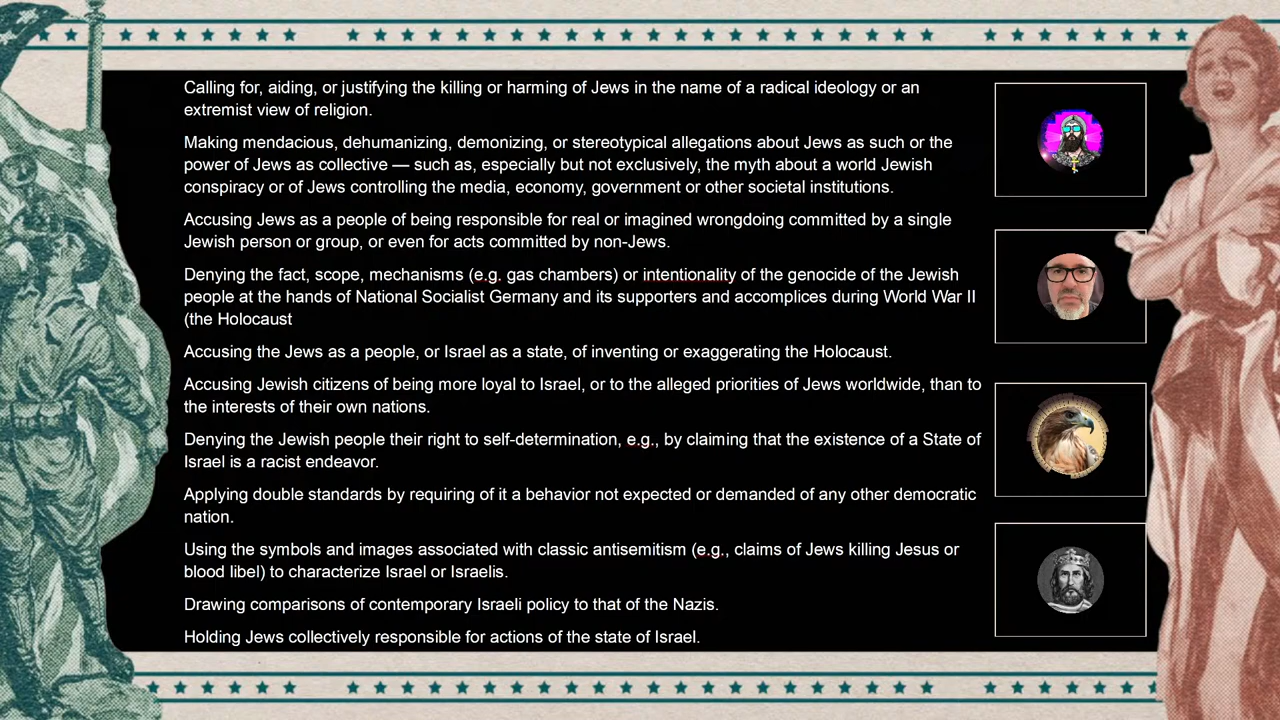 Calling for, aiding, or justifying the killing or harming of Jews in the name of a radical ideology or an
extremist view of religion.
Making mendacious, dehumanizing, demonizing, or stereotypical allegations about Jews as such or the
power of Jews as collective — such as, especially but not exclusively, the myth about a world Jewish
conspiracy or of Jews controlling the media, economy, government or other societal institutions.
Accusing Jews as a people of being responsible for real or imagined wrongdoing committed by a single
Jewish person or group, or even for acts committed by non-Jews.
Denying the fact, scope, mechanisms (e.g. gas chambers) or intentionality of the genocide of the Jewish
people at the hands of National Socialist Germany and its supporters and accomplices during World War II
(the Holocaust
Accusing the Jews as a people, or Israel as a state, of inventing or exaggerating the Holocaust.
Accusing Jewish citizens of being more loyal to Israel, or to the alleged priorities of Jews worldwide, than to
the interests of their own nations.
Denying the Jewish people their right to self-determination, e.g., by claiming that the existence of a State of
Israel is a racist endeavor.
Applying double standards by requiring of it a behavior not expected or demanded of any other democratic
nation.
Using the symbols and images associated with classic antisemitism (e.g., claims of Jews killing Jesus or
blood libel) to characterize Israel or Israelis.
Drawing comparisons of contemporary Israeli policy to that of the Nazis.
Holding Jews collectively responsible for actions of the state of Israel.